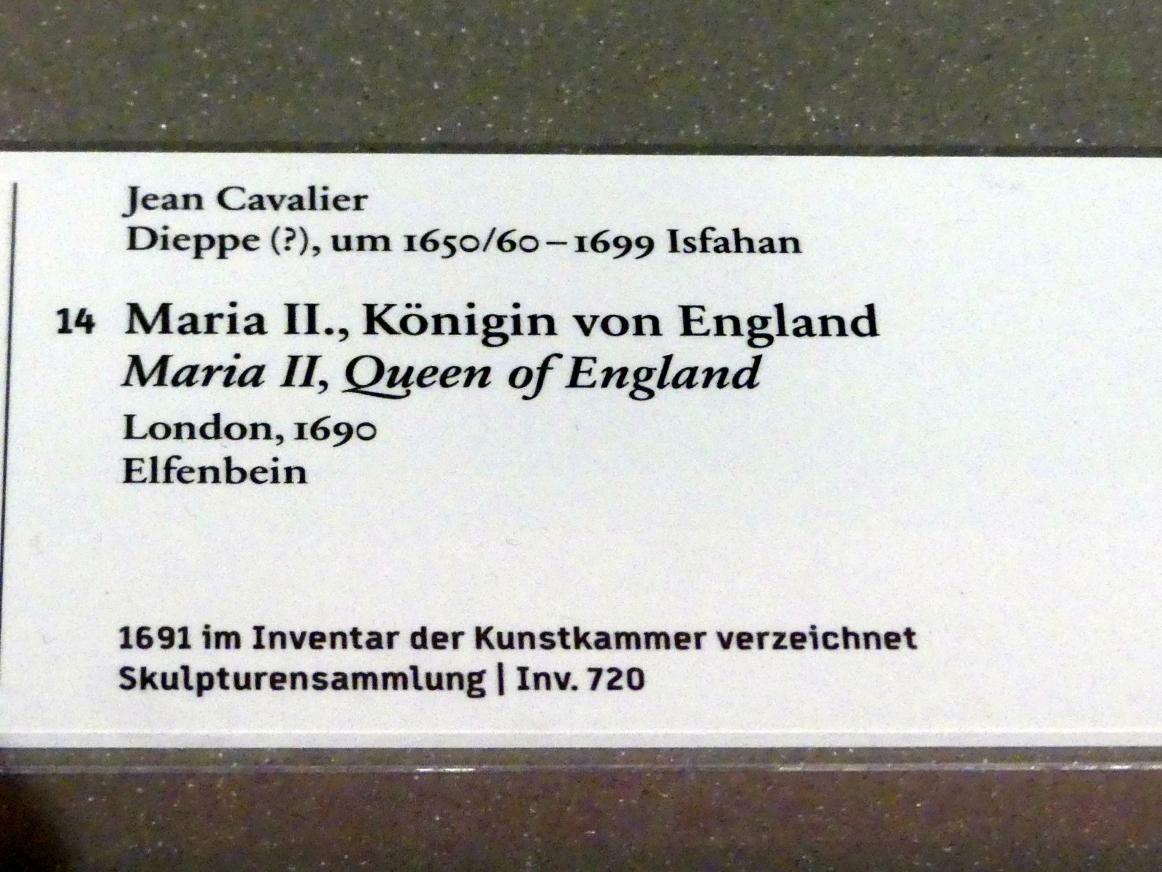 Jean Cavalier
Dieppe (?), um 1650/60–1699 Isfahan
14 Maria II., Königin von England
Maria II, Queen of England
London, 1690
Elfenbein
1691 im Inventar der Kunstkammer verzeichnet
Skulpturensammlung | Inv. 720